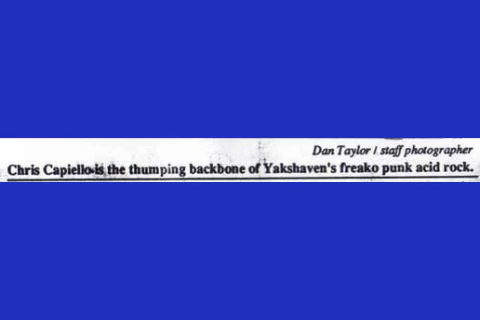 Dan Taylor / staff photographer
Chris Capiello is the thumping backbone of Yakshaven's freako punk acid rock.